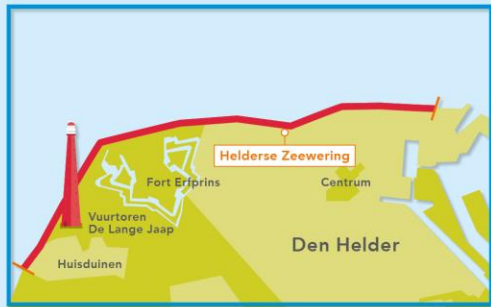 Helderse Zeewering
Fort Erfprins
Centrum
Vuurtoren
De Lange Jaap
Den Helder
Huisduinen